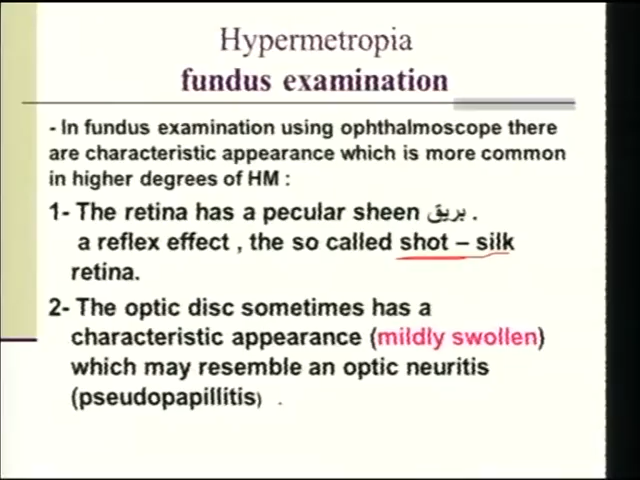 Hypermetropia
fundus examination
- In fundus examination using ophthalmoscope there
are characteristic appearance which is more common
in higher degrees of HM :
1- The retina has a pecular sheen بريق .
a reflex effect , the so called shot – silk
retina.
2- The optic disc sometimes has a
characteristic appearance (mildly swollen)
which may resemble an optic neuritis
(pseudopapillitis) .